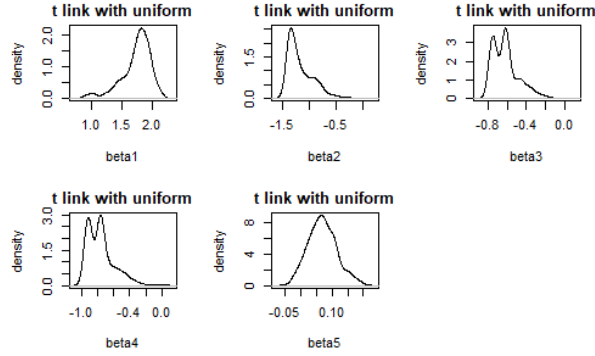 t link with uniform t link with uniform t link with uniform
density 0.0 1.0 2.0
density 0.0 1.5
density 0 1 2 3
1.0 1.5 2.0
-1.5 -0.5
-0.8 -0.4 0.0
beta1 beta2 beta3
t link with uniform t link with uniform
density 0.0 1.5 3.0
density 0 4 8
-1.0 -0.4 0.0
-0.05 0.10
beta4 beta5